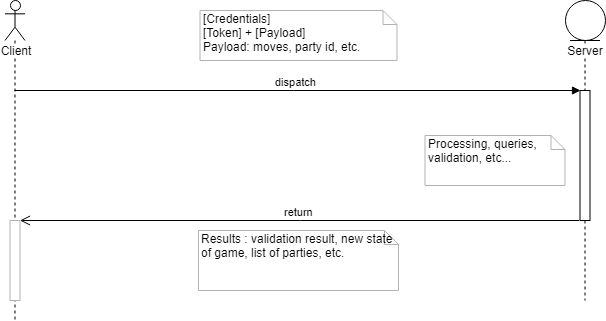 [Credentials]
[Token] + [Payload]
Payload: moves, party id, etc.
Client
Server
dispatch
Processing, queries,
validation, etc...
return
Results : validation result, new state
of game, list of parties, etc.